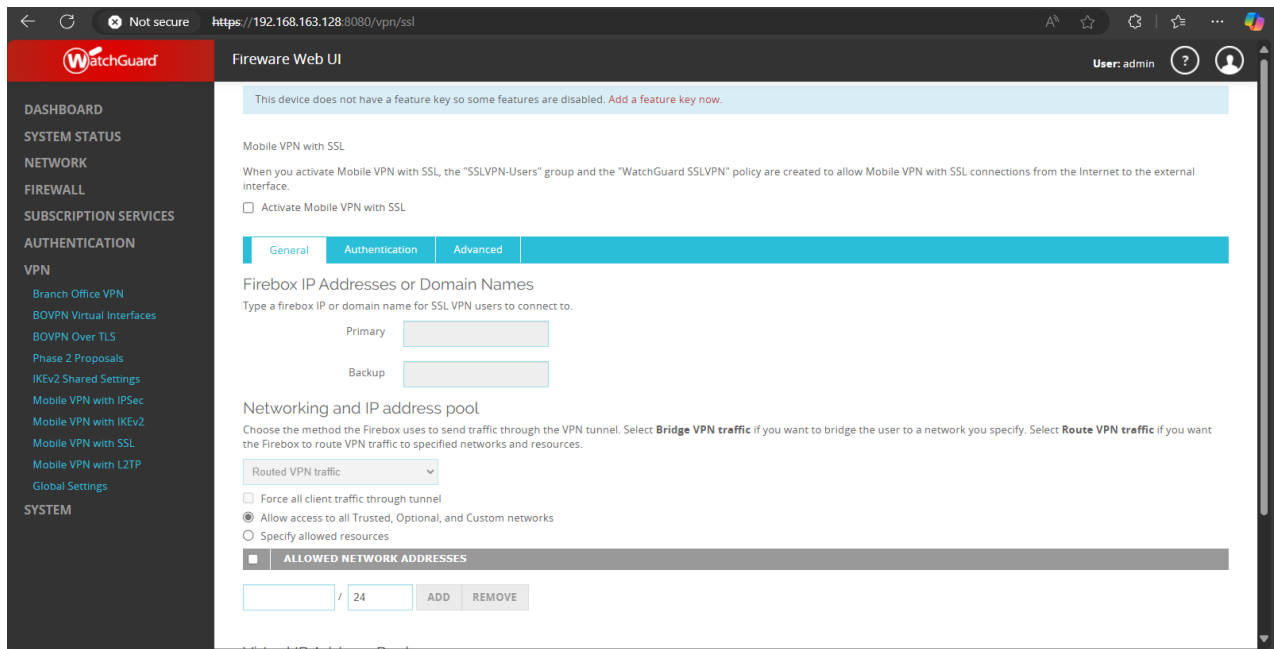 Not secure https://192.168.163.128:8080/vpn/ssl
WatchGuard
Fireware Web UI
User: admin
?
DASHBOARD
SYSTEM STATUS
NETWORK
FIREWALL
SUBSCRIPTION SERVICES
AUTHENTICATION
VPN
Branch Office VPN
BOVPN Virtual Interfaces
BOVPN Over TLS
Phase 2 Proposals
IKEv2 Shared Settings
Mobile VPN with IPSec
Mobile VPN with IKEv2
Mobile VPN with SSL
Mobile VPN with L2TP
Global Settings
SYSTEM
This device does not have a feature key so some features are disabled. Add a feature key now.
Mobile VPN with SSL
When you activate Mobile VPN with SSL, the "SSLVPN-Users" group and the "WatchGuard SSLVPN" policy are created to allow Mobile VPN with SSL connections from the Internet to the external
interface.
Activate Mobile VPN with SSL
General Authentication Advanced
Firebox IP Addresses or Domain Names
Type a firebox IP or domain name for SSL VPN users to connect to.
Primary
Backup
Networking and IP address pool
Choose the method the Firebox uses to send traffic through the VPN tunnel. Select Bridge VPN traffic if you want to bridge the user to a network you specify. Select Route VPN traffic if you want
the Firebox to route VPN traffic to specified networks and resources.
Routed VPN traffic
Force all client traffic through tunnel
Allow access to all Trusted, Optional, and Custom networks
Specify allowed resources
ALLOWED NETWORK ADDRESSES
/ 24 ADD REMOVE